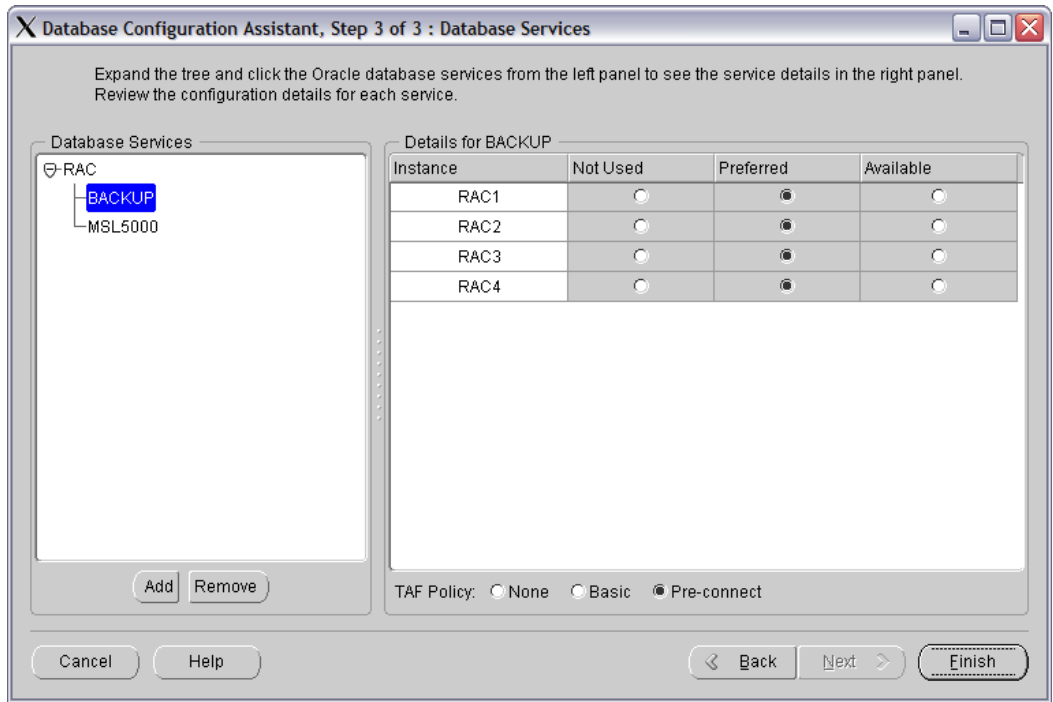 Database Configuration Assistant, Step 3 of 3 : Database Services
Expand the tree and click the Oracle database services from the left panel to see the service details in the right panel.
Review the configuration details for each service.
Database Services
RAC
BACKUP
MSL5000
Add Remove
Details for BACKUP
Instance Not Used Preferred Available
RAC1
RAC2
RAC3
RAC4
TAF Policy: None Basic Pre-connect
Cancel Help Back Next Finish